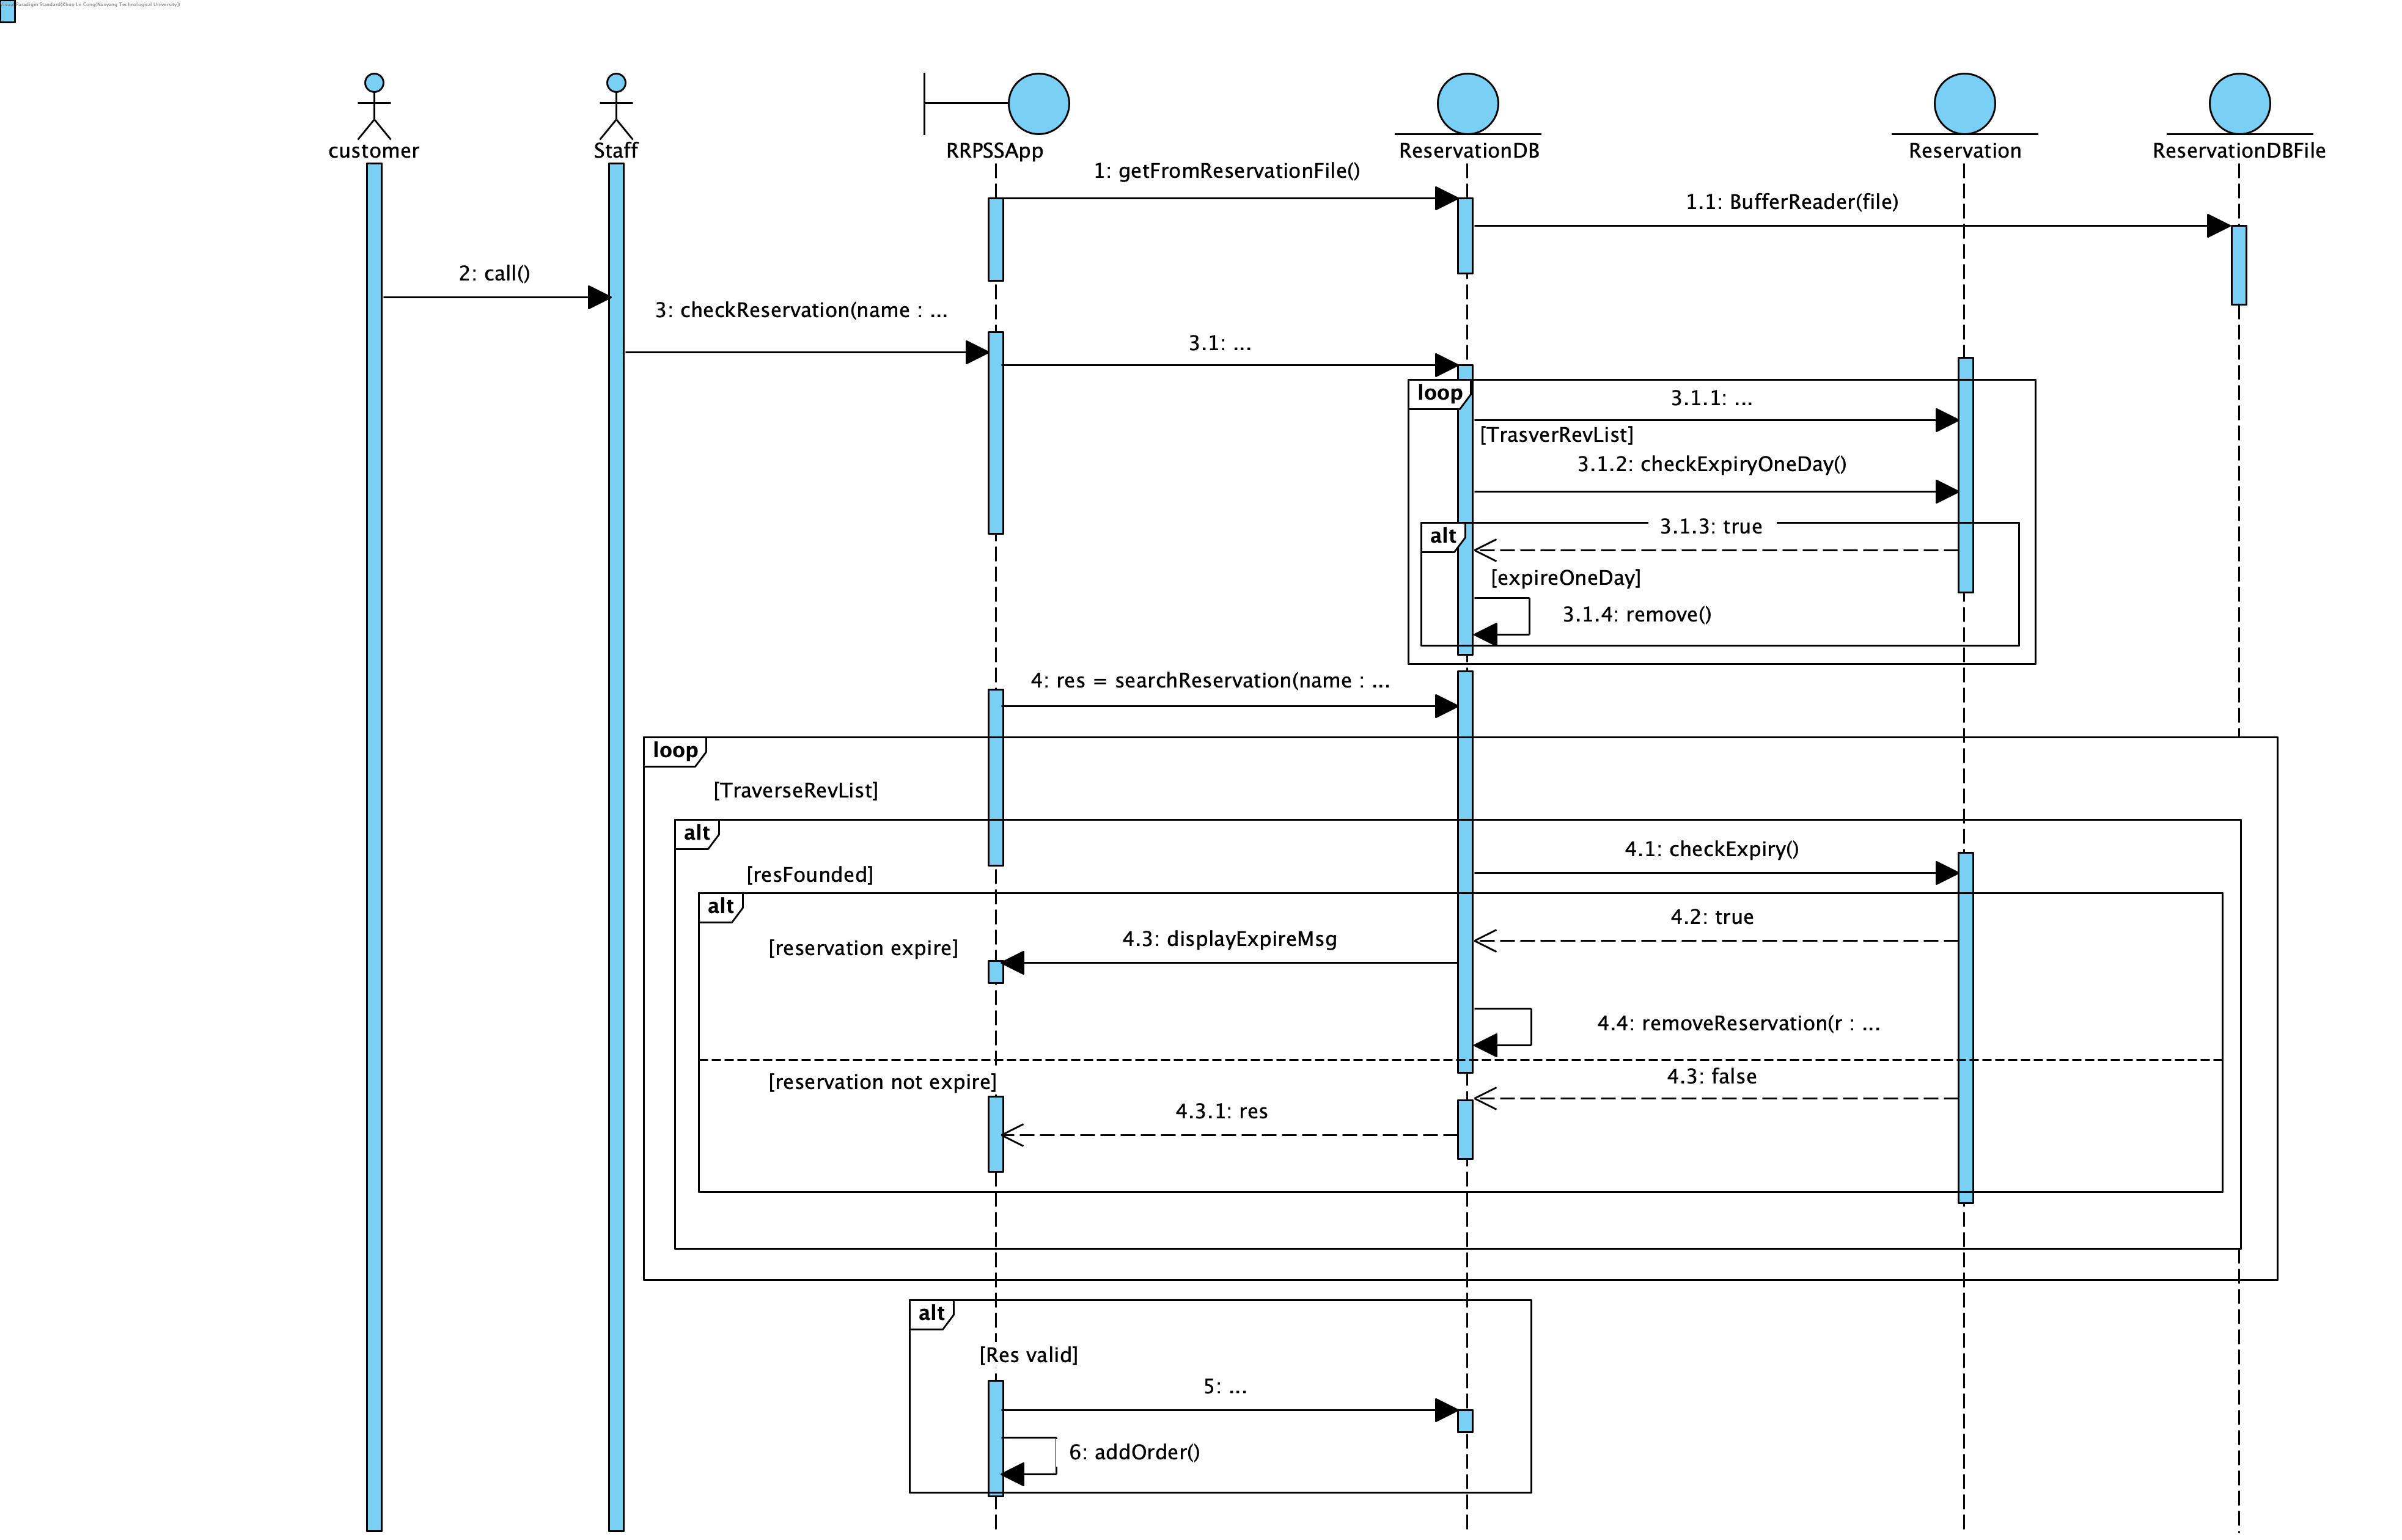 Visual Paradigm Standard(Khoo Le Cong(Nanyang Technological University))
customer
Staff
RRPSSApp
ReservationDB
Reservation
ReservationDBFile
1: getFromReservationFile()
1.1: BufferReader(file)
2: call()
3: checkReservation(name : ...
3.1: ...
loop
3.1.1: ...
[TrasverRevList]
3.1.2: checkExpiryOneDay()
alt
3.1.3: true
[expireOneDay]
3.1.4: remove()
4: res = searchReservation(name : ...
loop
[TraverseRevList]
alt
4.1: checkExpiry()
[resFounded]
alt
4.2: true
4.3: displayExpireMsg
[reservation expire]
4.4: removeReservation(r : ...
[reservation not expire]
4.3: false
4.3.1: res
alt
[Res valid]
5: ...
6: addOrder()